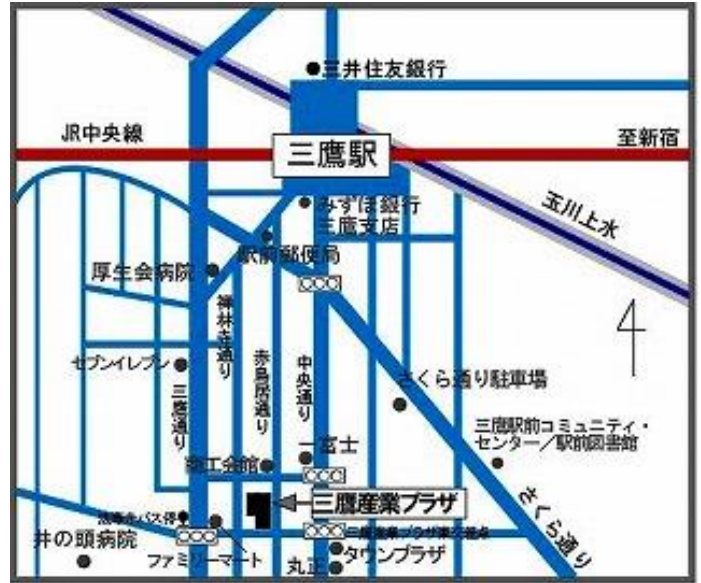 三井住友銀行
JR中央線
至新宿
三鷹駅
玉川上水
みずほ銀行
三鷹支店
駅前郵便局
厚生会病院
禅林寺通り
赤鳥居通り
中央通り
セブンイレブン
三鷹通り
さくら通り駐車場
三鷹駅前コミュニティ・
センター/駅前図書館
一富士
商工会館
三鷹産業プラザ
さくら通り
井の頭病院
ファミリーマート
タウンプラザ
丸正